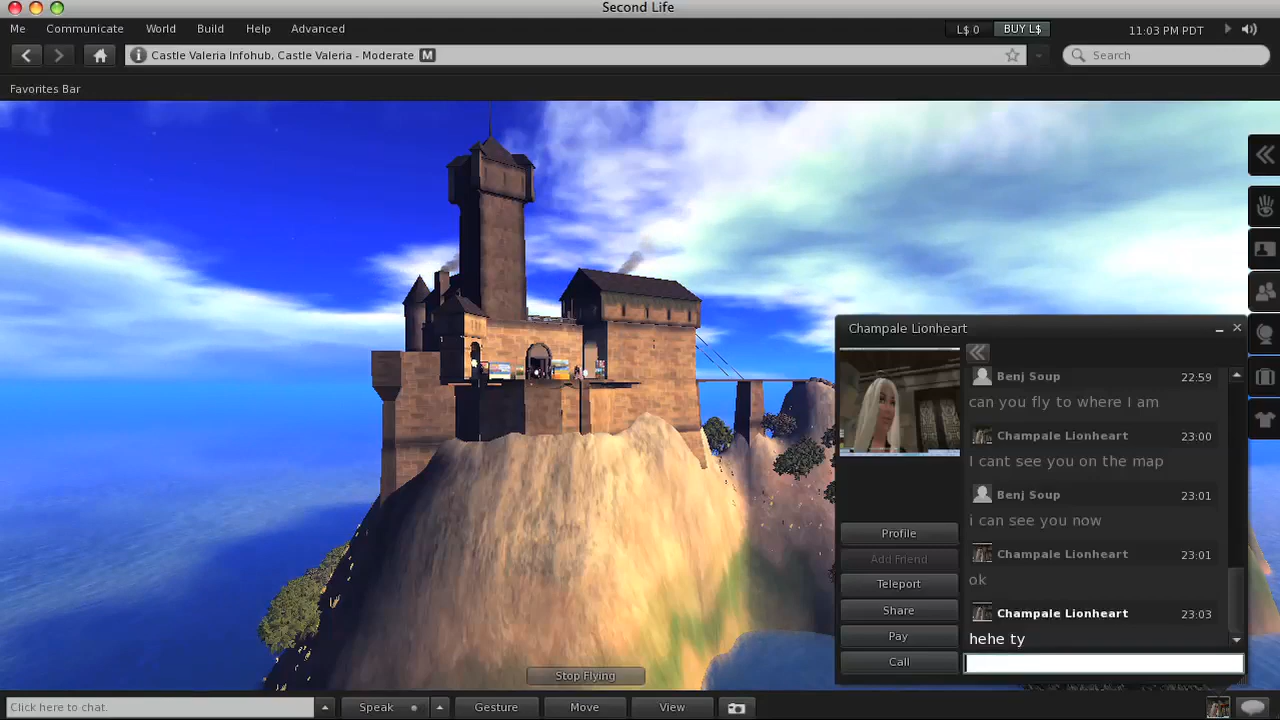 Second Life
Me Communicate World Build Help Advanced
L$ 0 BUY L$ 11:03 PM PDT
Castle Valeria Infohub, Castle Valeria - Moderate M
Search
Favorites Bar
Champale Lionheart
Benj Soup 22:59
can you fly to where I am
Champale Lionheart 23:00
I cant see you on the map
Benj Soup 23:01
i can see you now
Champale Lionheart 23:01
ok
Champale Lionheart 23:03
hehe ty
Profile
Add Friend
Teleport
Share
Pay
Call
Stop Flying
Click here to chat.
Speak
Gesture
Move
View